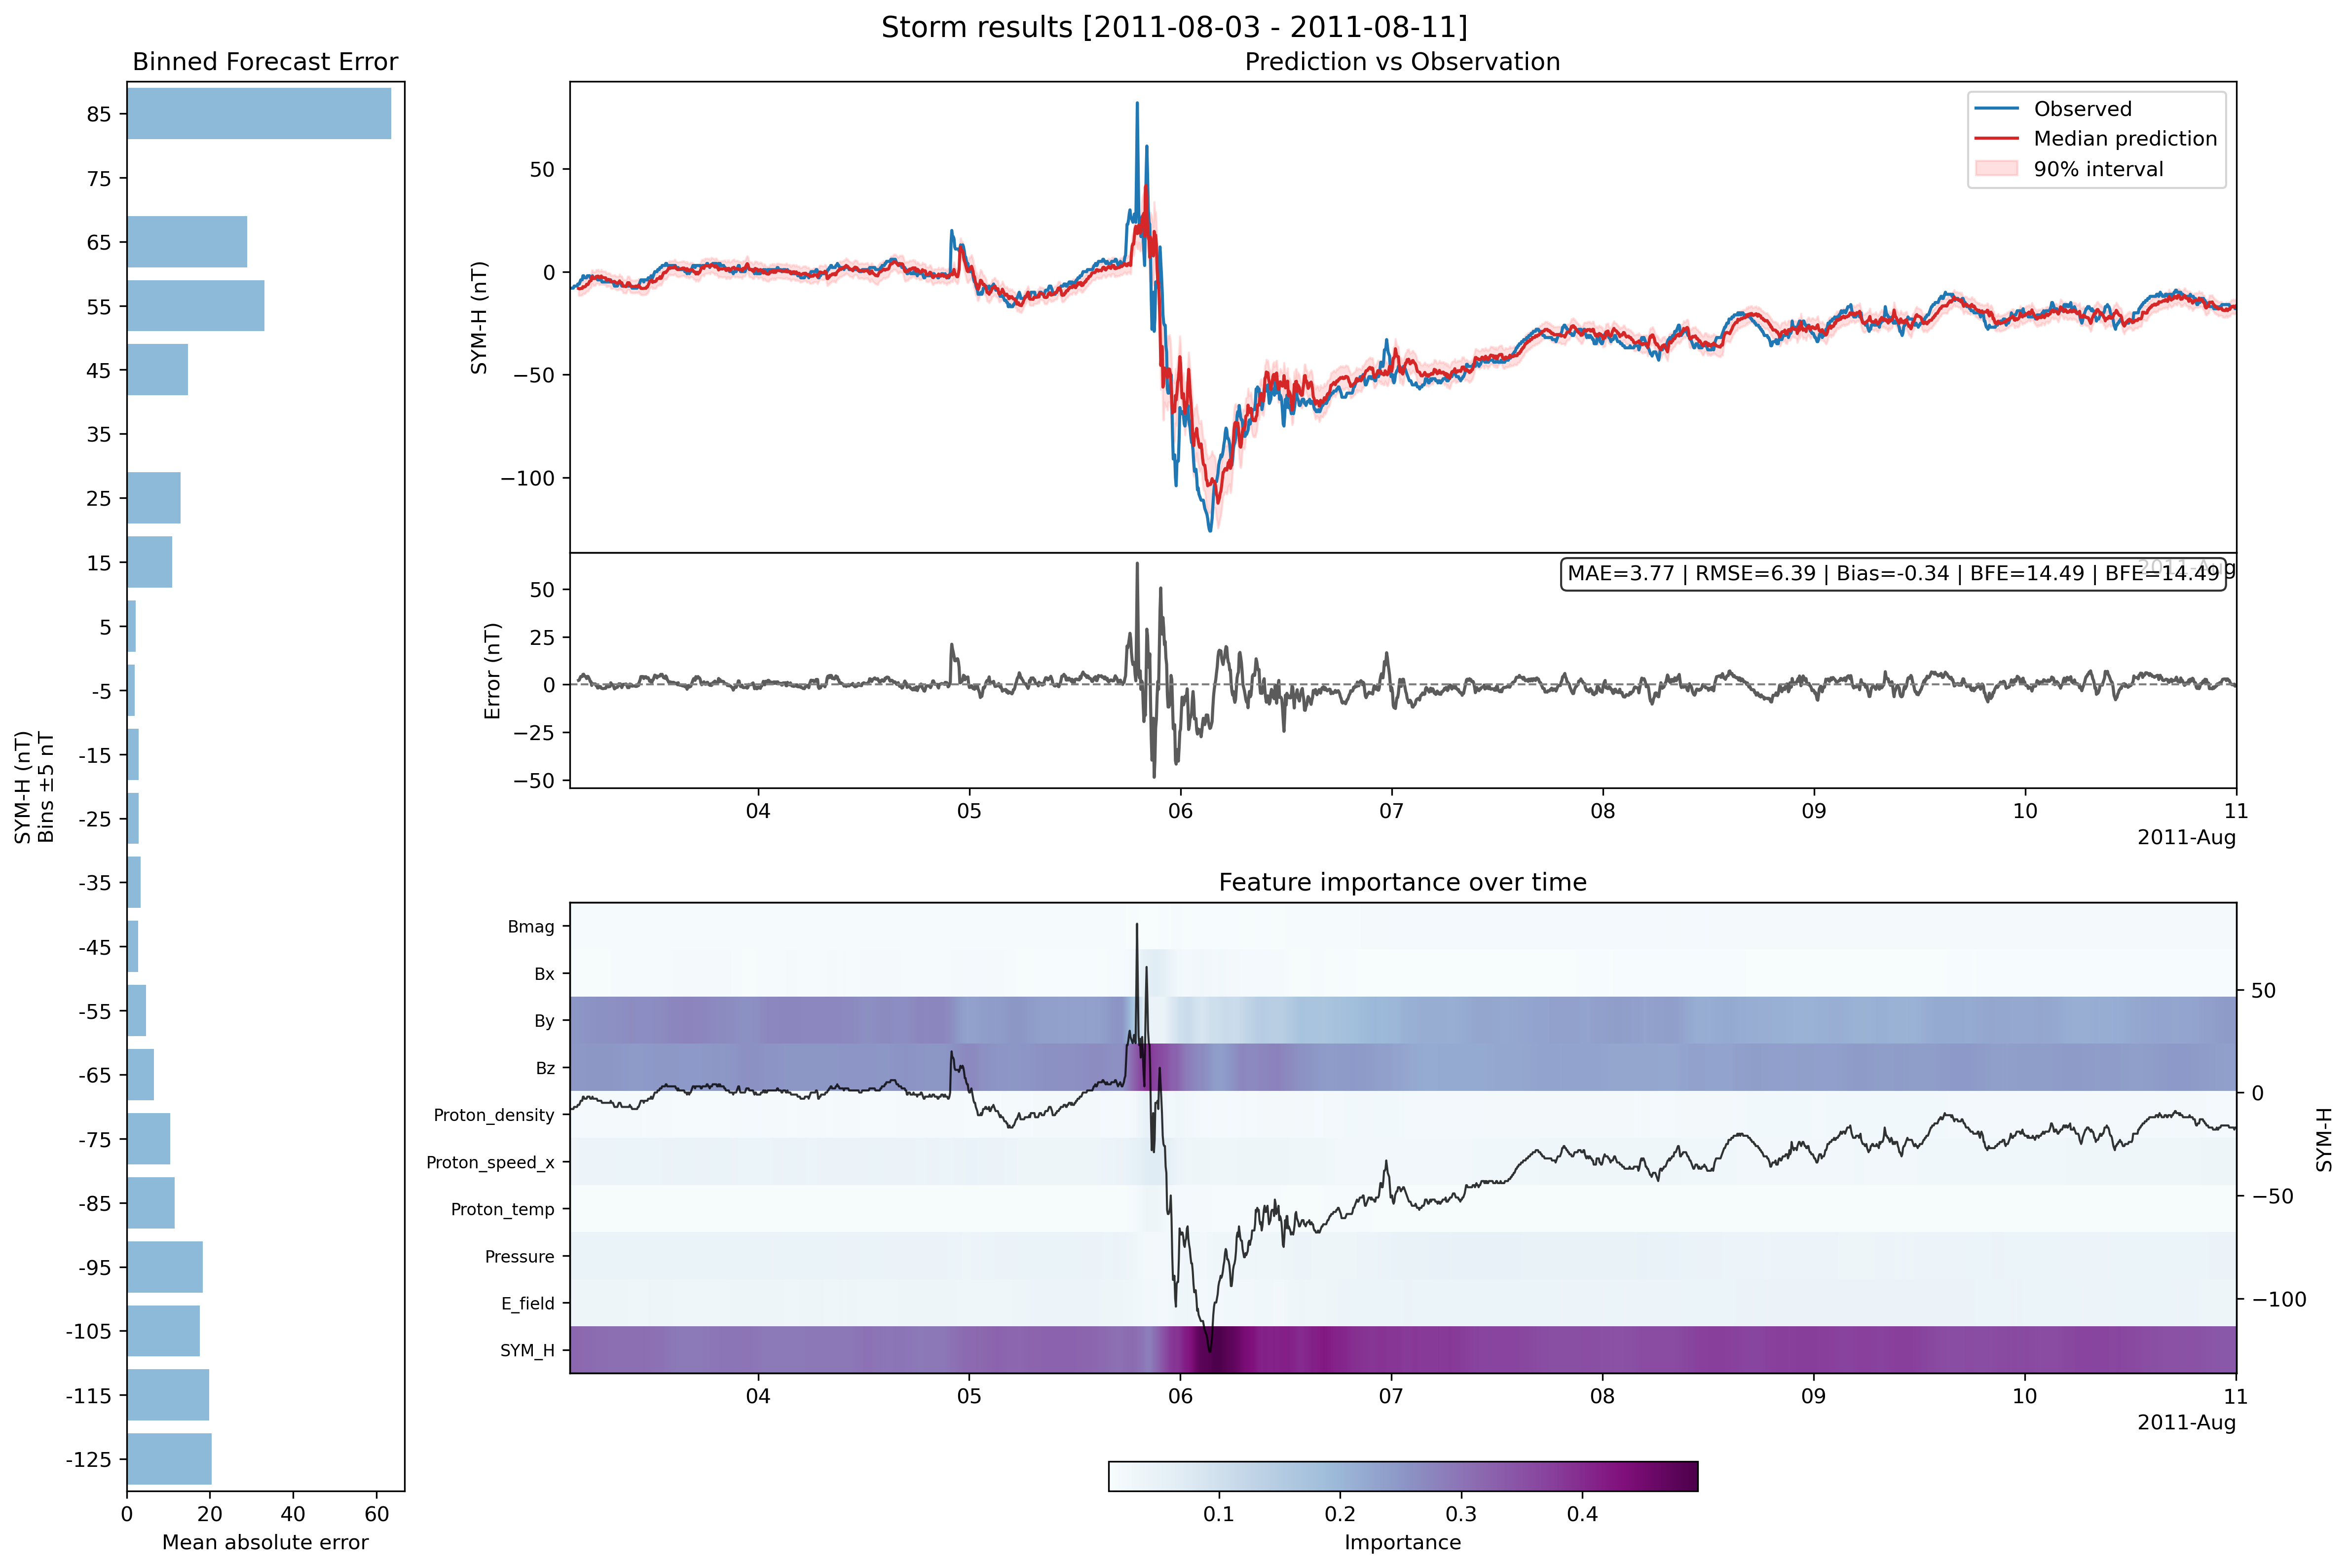 Storm results [2011-08-03 - 2011-08-11]
Binned Forecast Error
85
75
65
55
45
35
25
15
5
-5
-15
-25
-35
-45
-55
-65
-75
-85
-95
-105
-115
-125
SYM-H (nT)
Bins ±5 nT
0 20 40 60
Mean absolute error
Prediction vs Observation
Observed
Median prediction
90% interval
SYM-H (nT)
50
0
−50
−100
2011-Aug
MAE=3.77 | RMSE=6.39 | Bias=-0.34 | BFE=14.49 | BFE=14.49
Error (nT)
50
25
0
−25
−50
04 05 06 07 08 09 10 11
2011-Aug
Feature importance over time
Bmag
Bx
By
Bz
Proton_density
Proton_speed_x
Proton_temp
Pressure
E_field
SYM_H
50
0
−50
−100
SYM-H
04 05 06 07 08 09 10 11
2011-Aug
0.1 0.2 0.3 0.4
Importance